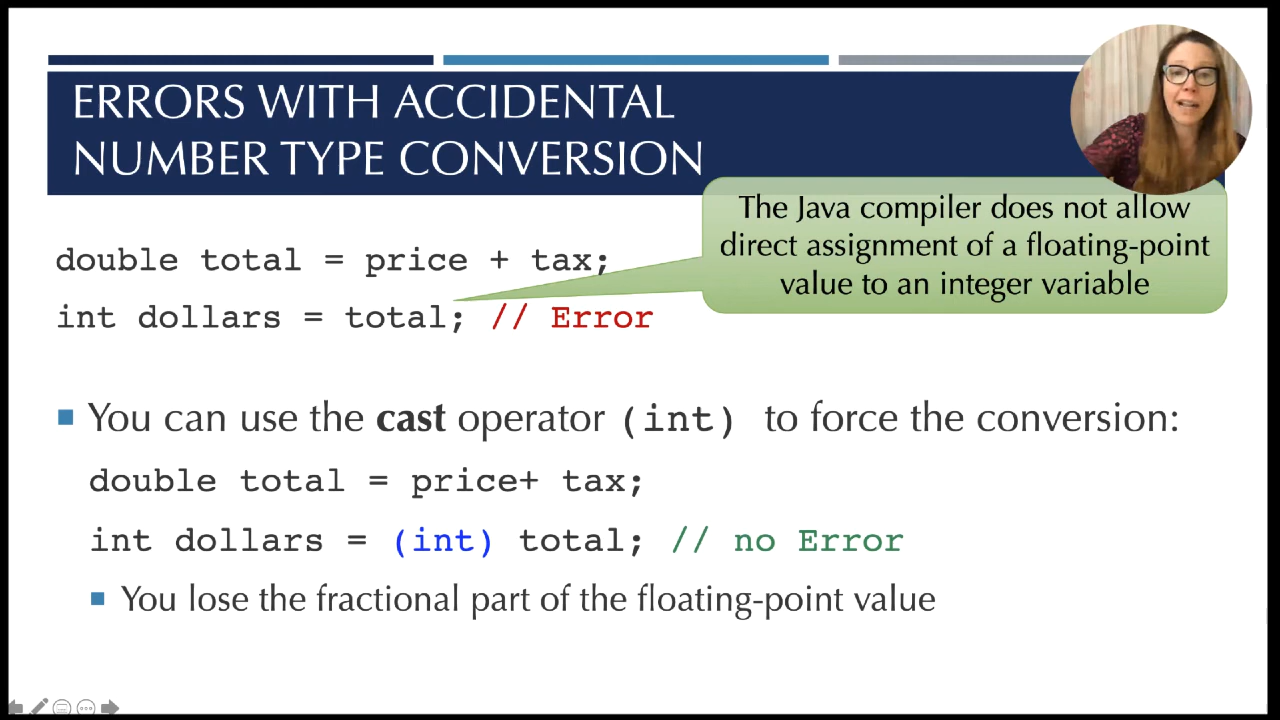 ERRORS WITH ACCIDENTAL
NUMBER TYPE CONVERSION
The Java compiler does not allow
direct assignment of a floating-point
value to an integer variable
double total = price + tax;
int dollars = total; // Error
You can use the cast operator (int) to force the conversion:
double total = price+ tax;
int dollars = (int) total; // no Error
You lose the fractional part of the floating-point value